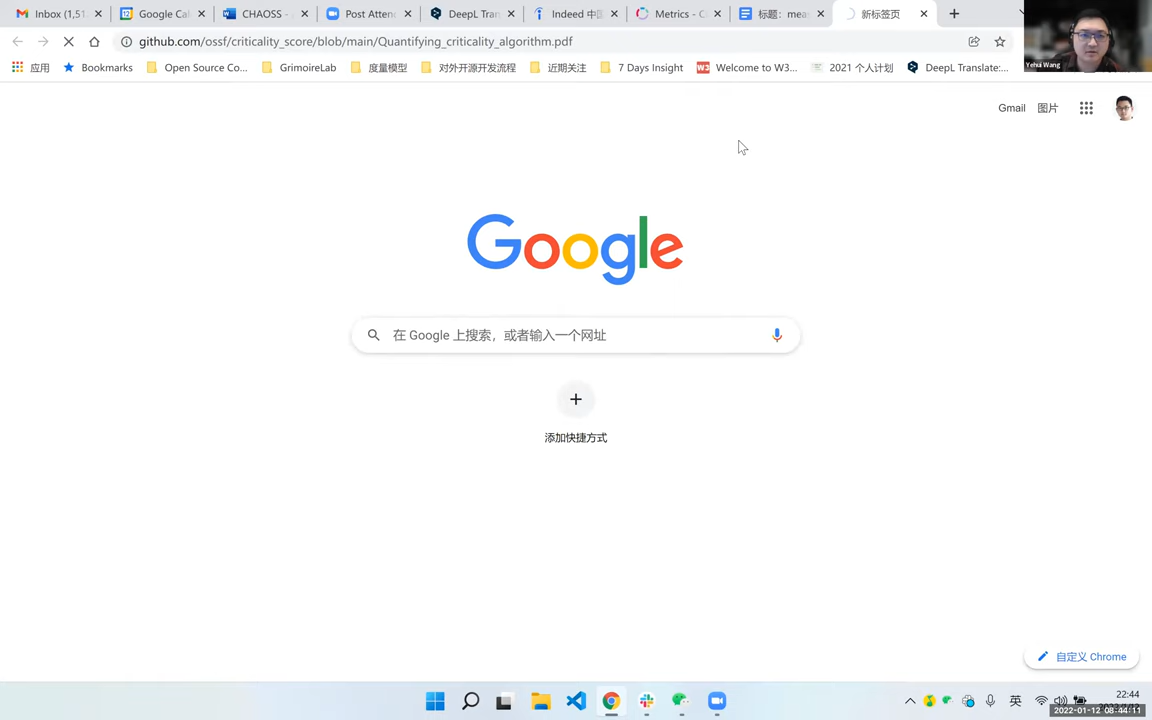 Inbox (1,51
Google Cal
CHAOSS -
Post Atten
DeepL Tran
Indeed 中国
Metrics - C
标题：mea
新标签页
github.com/ossf/criticality_score/blob/main/Quantifying_criticality_algorithm.pdf
应用
Bookmarks
Open Source Co...
GrimoireLab
度量模型
对外开源开发流程
近期关注
7 Days Insight
Welcome to W3...
2021 个人计划
DeepL Translate:...
Yehui Wang
Gmail
图片
Google
在 Google 上搜索，或者输入一个网址
添加快捷方式
自定义 Chrome
英
22:44
2022-01-12 08:44:11